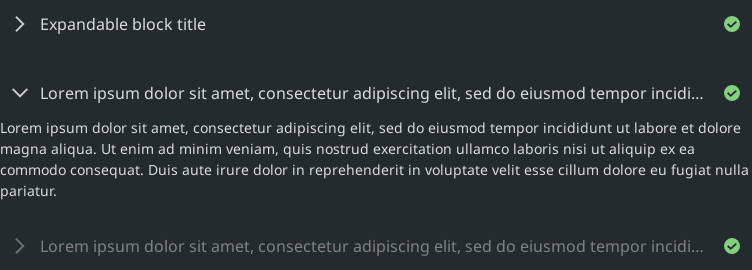 Expandable block title
Lorem ipsum dolor sit amet, consectetur adipiscing elit, sed do eiusmod tempor incidi...
Lorem ipsum dolor sit amet, consectetur adipiscing elit, sed do eiusmod tempor incididunt ut labore et dolore
magna aliqua. Ut enim ad minim veniam, quis nostrud exercitation ullamco laboris nisi ut aliquip ex ea
commodo consequat. Duis aute irure dolor in reprehenderit in voluptate velit esse cillum dolore eu fugiat nulla
pariatur.
Lorem ipsum dolor sit amet, consectetur adipiscing elit, sed do eiusmod tempor incidi...